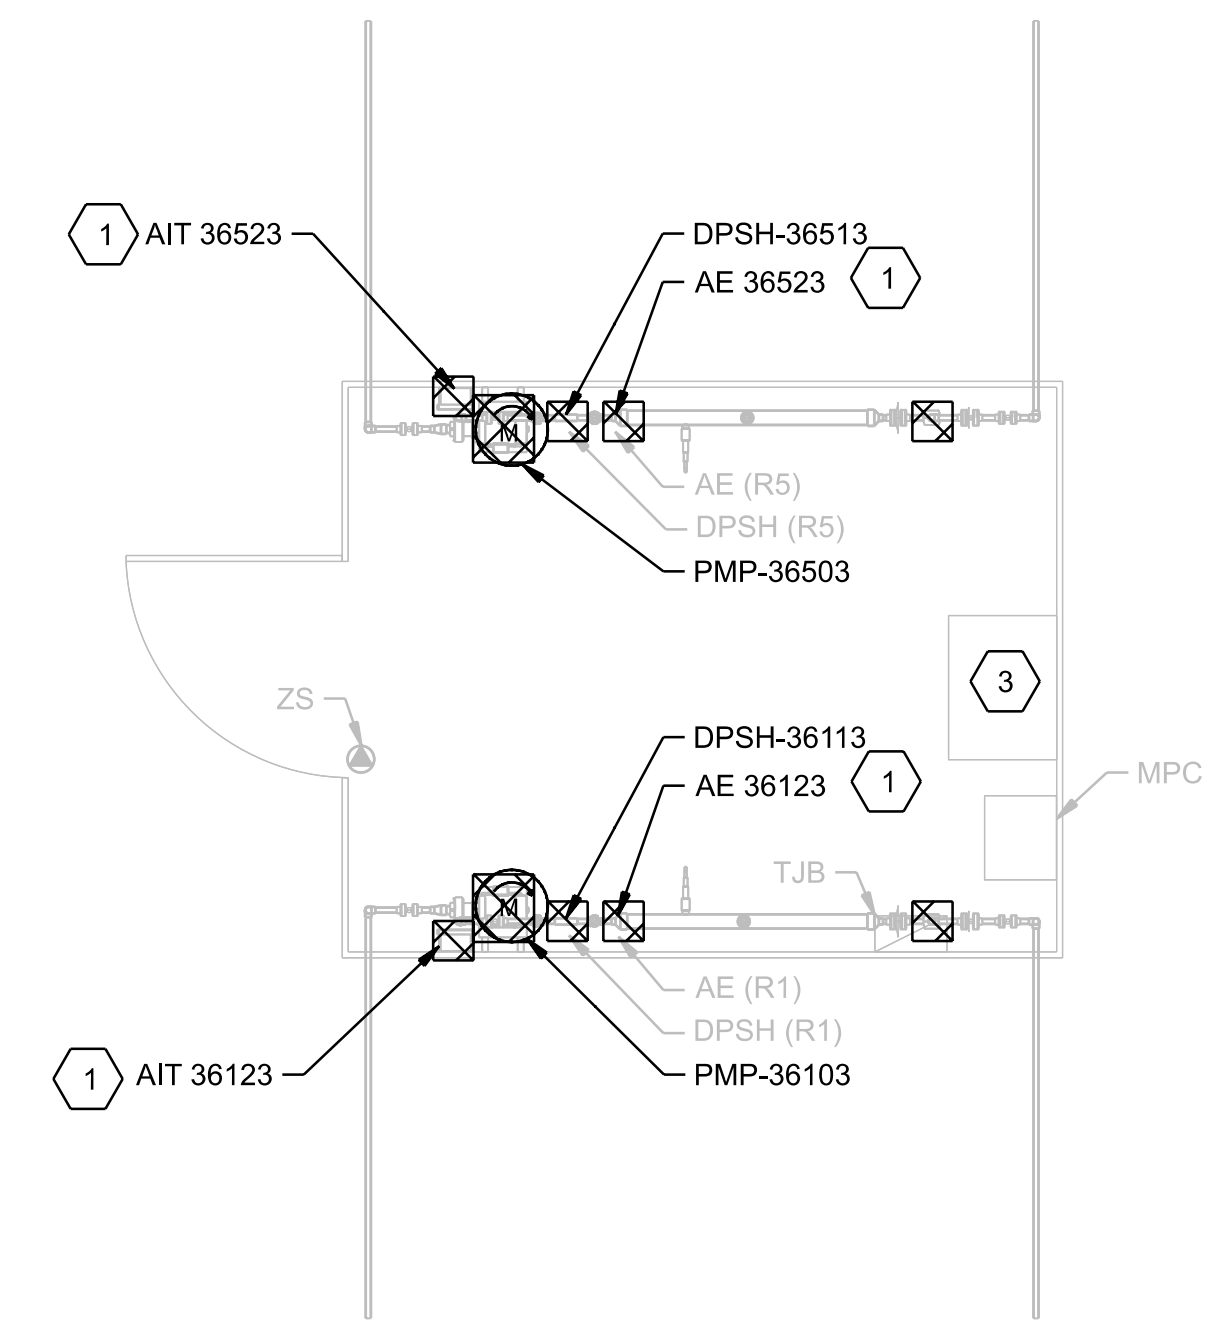 1 AIT 36523
DPSH-36513
AE 36523 1
M
AE (R5)
DPSH (R5)
PMP-36503
3
ZS
DPSH-36113
AE 36123 1
MPC
TJB
M
AE (R1)
DPSH (R1)
1 AIT 36123
PMP-36103